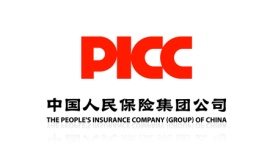 PICC
中国人民保险集团公司
THE PEOPLE'S INSURANCE COMPANY (GROUP) OF CHINA